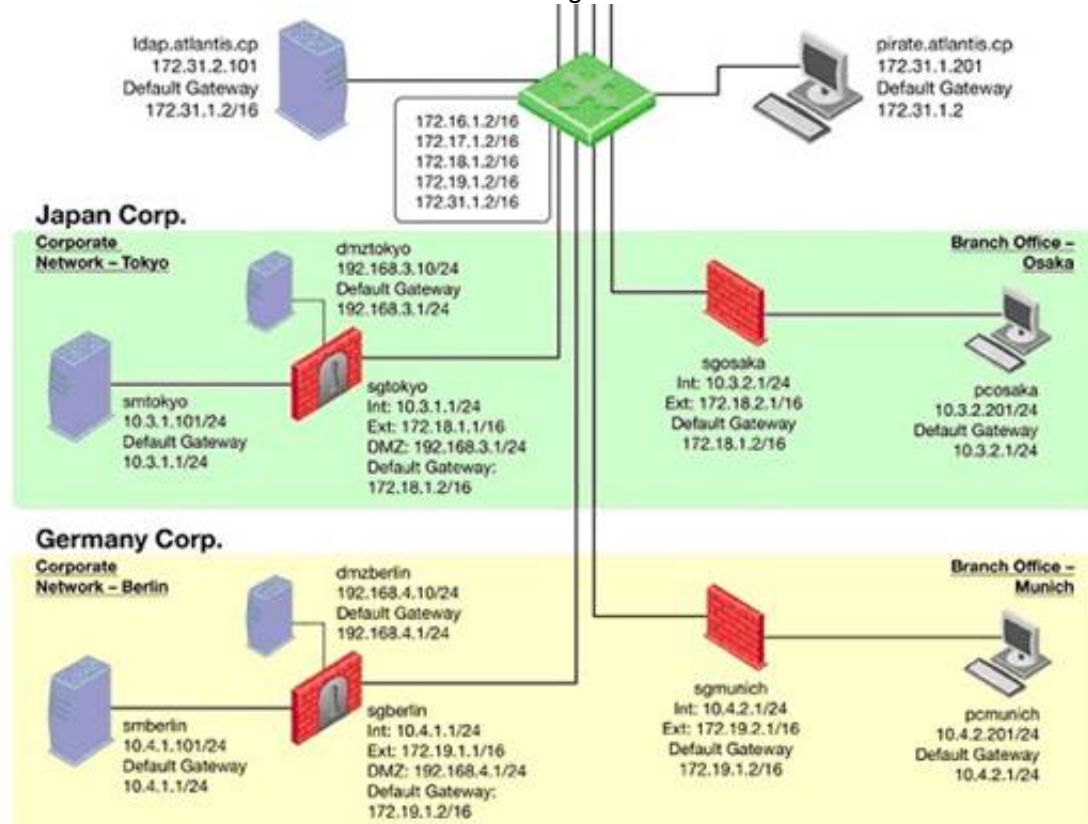 ldap.atlantis.cp
172.31.2.101
Default Gateway
172.31.1.2/16
pirate.atlantis.cp
172.31.1.201
Default Gateway
172.31.1.2
172.16.1.2/16
172.17.1.2/16
172.18.1.2/16
172.19.1.2/16
172.31.1.2/16
Japan Corp.
Corporate
Network – Tokyo
dmztokyo
192.168.3.10/24
Default Gateway
192.168.3.1/24
smtokyo
10.3.1.101/24
Default Gateway
10.3.1.1/24
sgtokyo
Int: 10.3.1.1/24
Ext: 172.18.1.1/16
DMZ: 192.168.3.1/24
Default Gateway:
172.18.1.2/16
Branch Office –
Osaka
sgosaka
Int: 10.3.2.1/24
Ext: 172.18.2.1/16
Default Gateway
172.18.1.2/16
pcosaka
10.3.2.201/24
Default Gateway
10.3.2.1/24
Germany Corp.
Corporate
Network – Berlin
dmzberlin
192.168.4.10/24
Default Gateway
192.168.4.1/24
smberlin
10.4.1.101/24
Default Gateway
10.4.1.1/24
sgberlin
Int: 10.4.1.1/24
Ext: 172.19.1.1/16
DMZ: 192.168.4.1/24
Default Gateway:
172.19.1.2/16
Branch Office –
Munich
sgmunich
Int: 10.4.2.1/24
Ext: 172.19.2.1/16
Default Gateway
172.19.1.2/16
pcmunich
10.4.2.201/24
Default Gateway
10.4.2.1/24